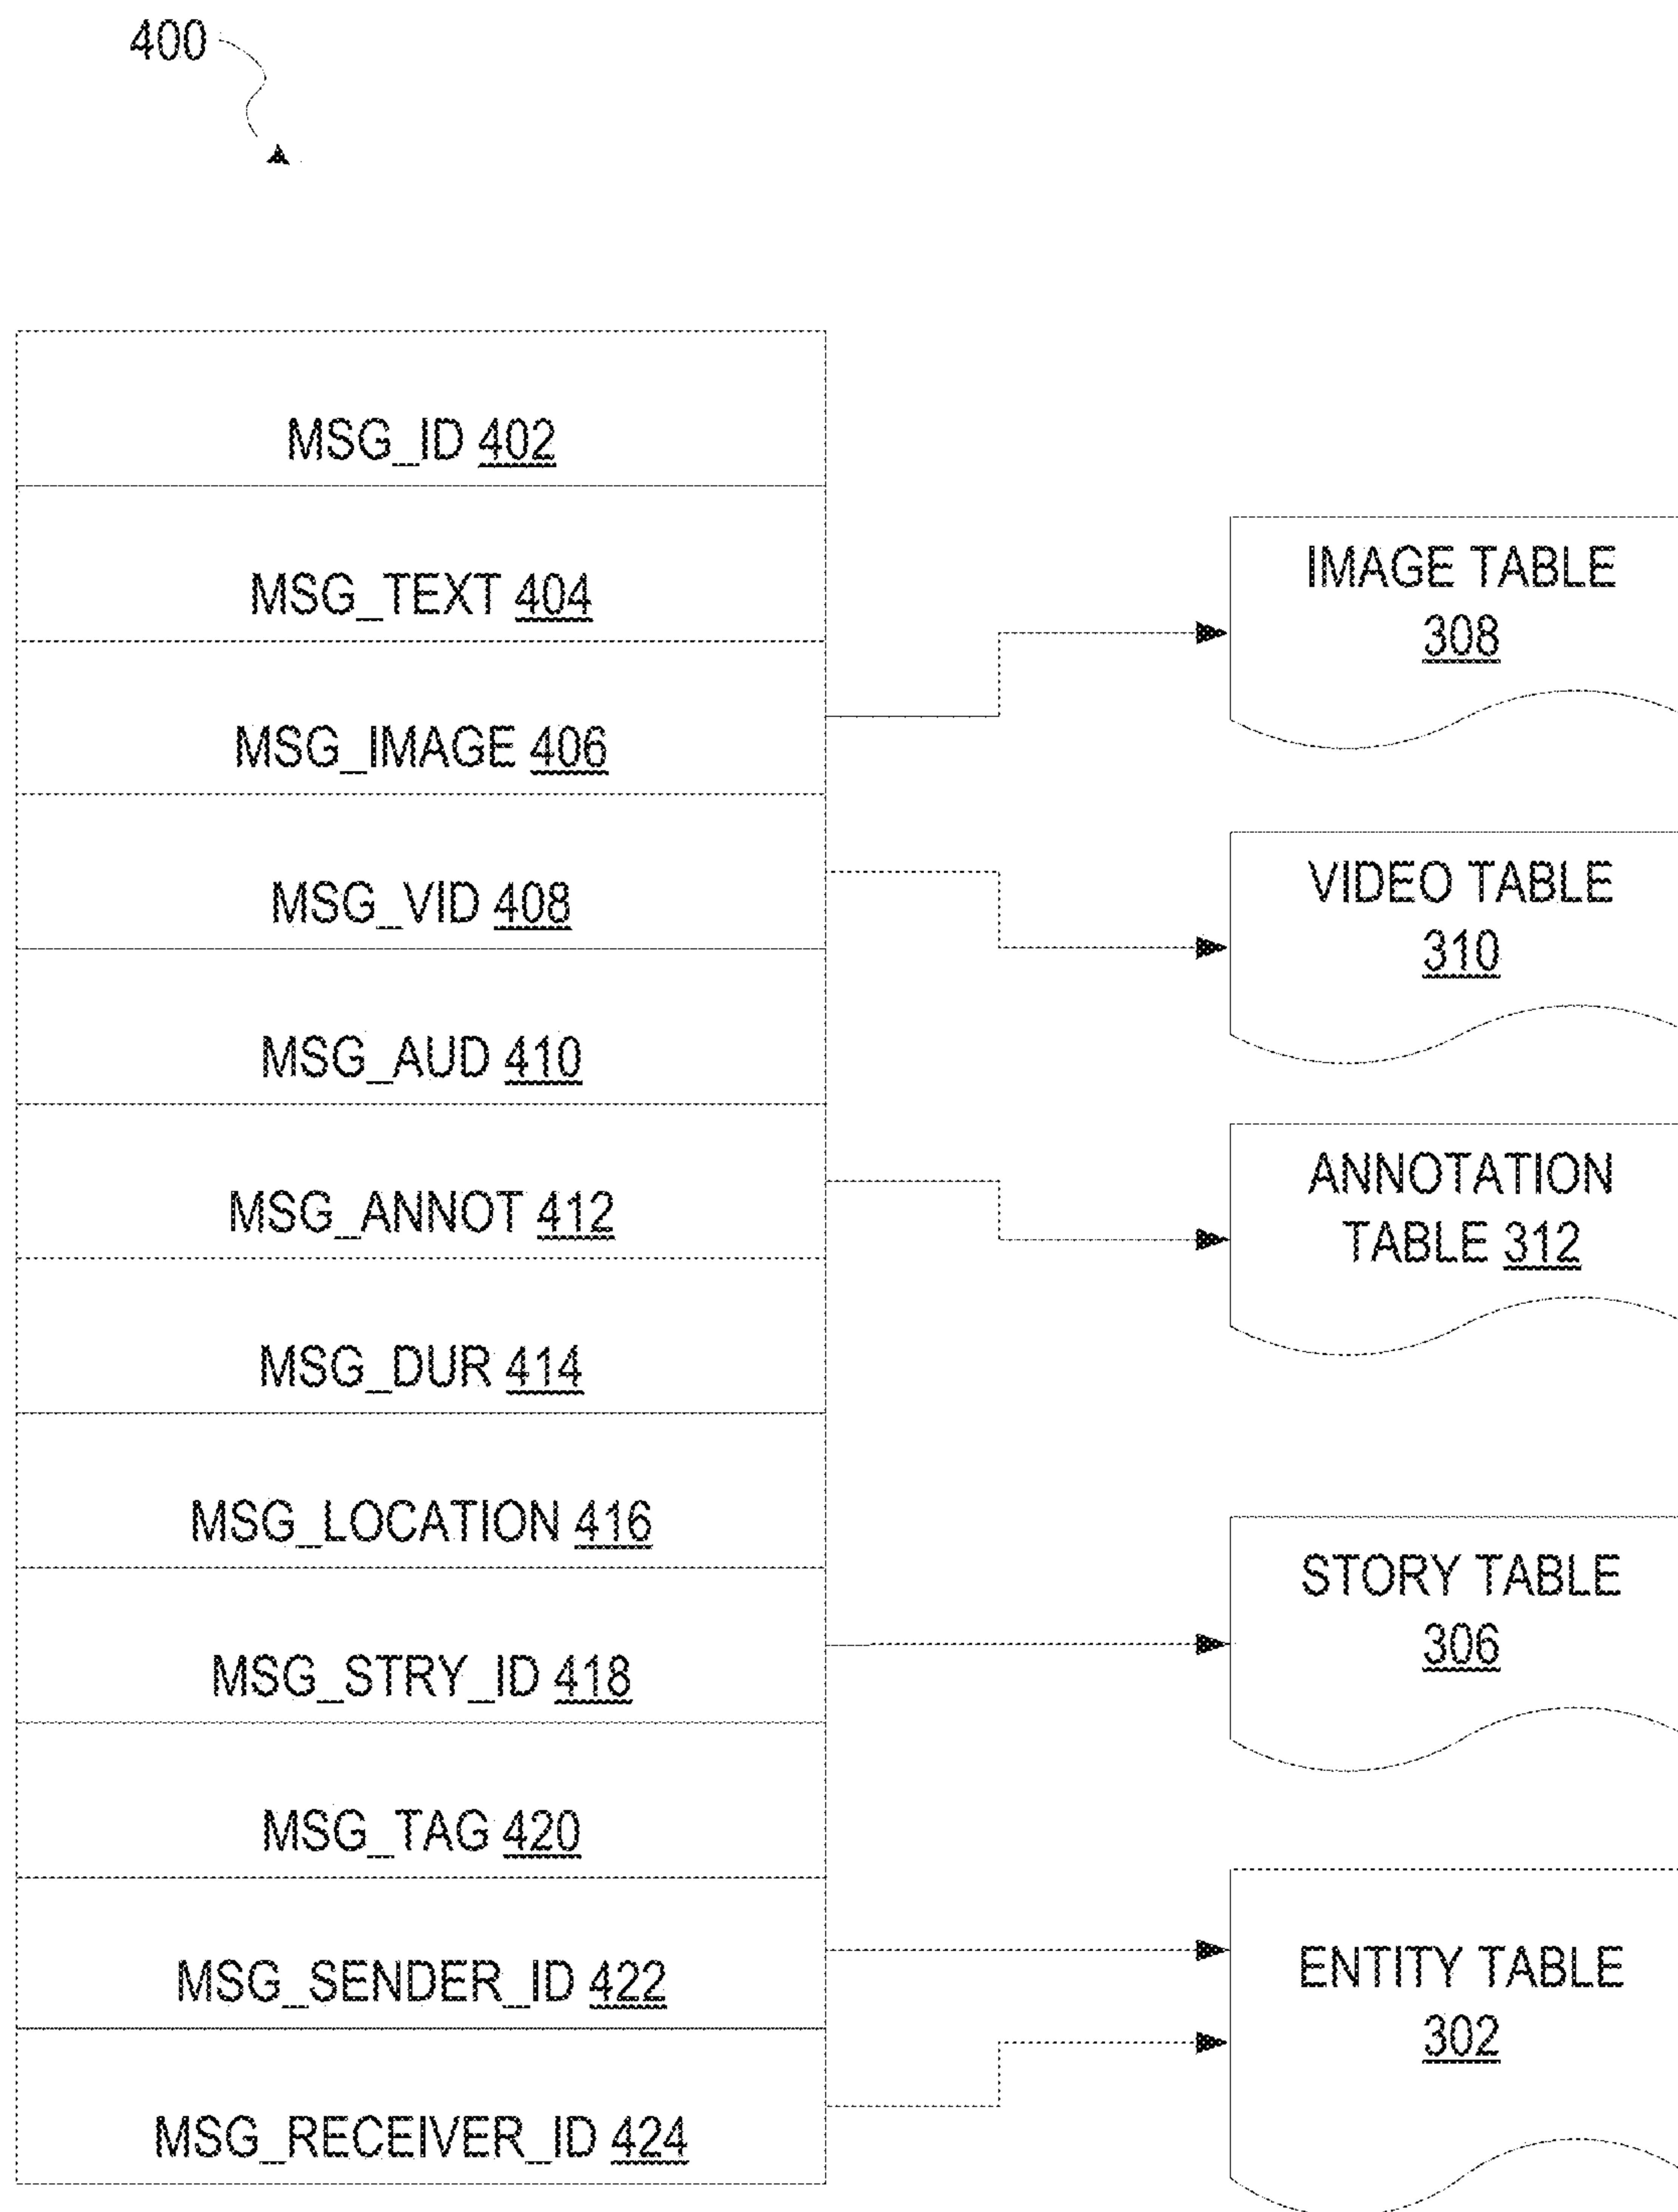 400
MSG_ID 402
MSG_TEXT 404
MSG_IMAGE 406
MSG_VID 408
MSG_AUD 410
MSG_ANNOT 412
MSG_DUR 414
MSG_LOCATION 416
MSG_STRY_ID 418
MSG_TAG 420
MSG_SENDER_ID 422
MSG_RECEIVER_ID 424
IMAGE TABLE
308
VIDEO TABLE
310
ANNOTATION
TABLE 312
STORY TABLE
306
ENTITY TABLE
302